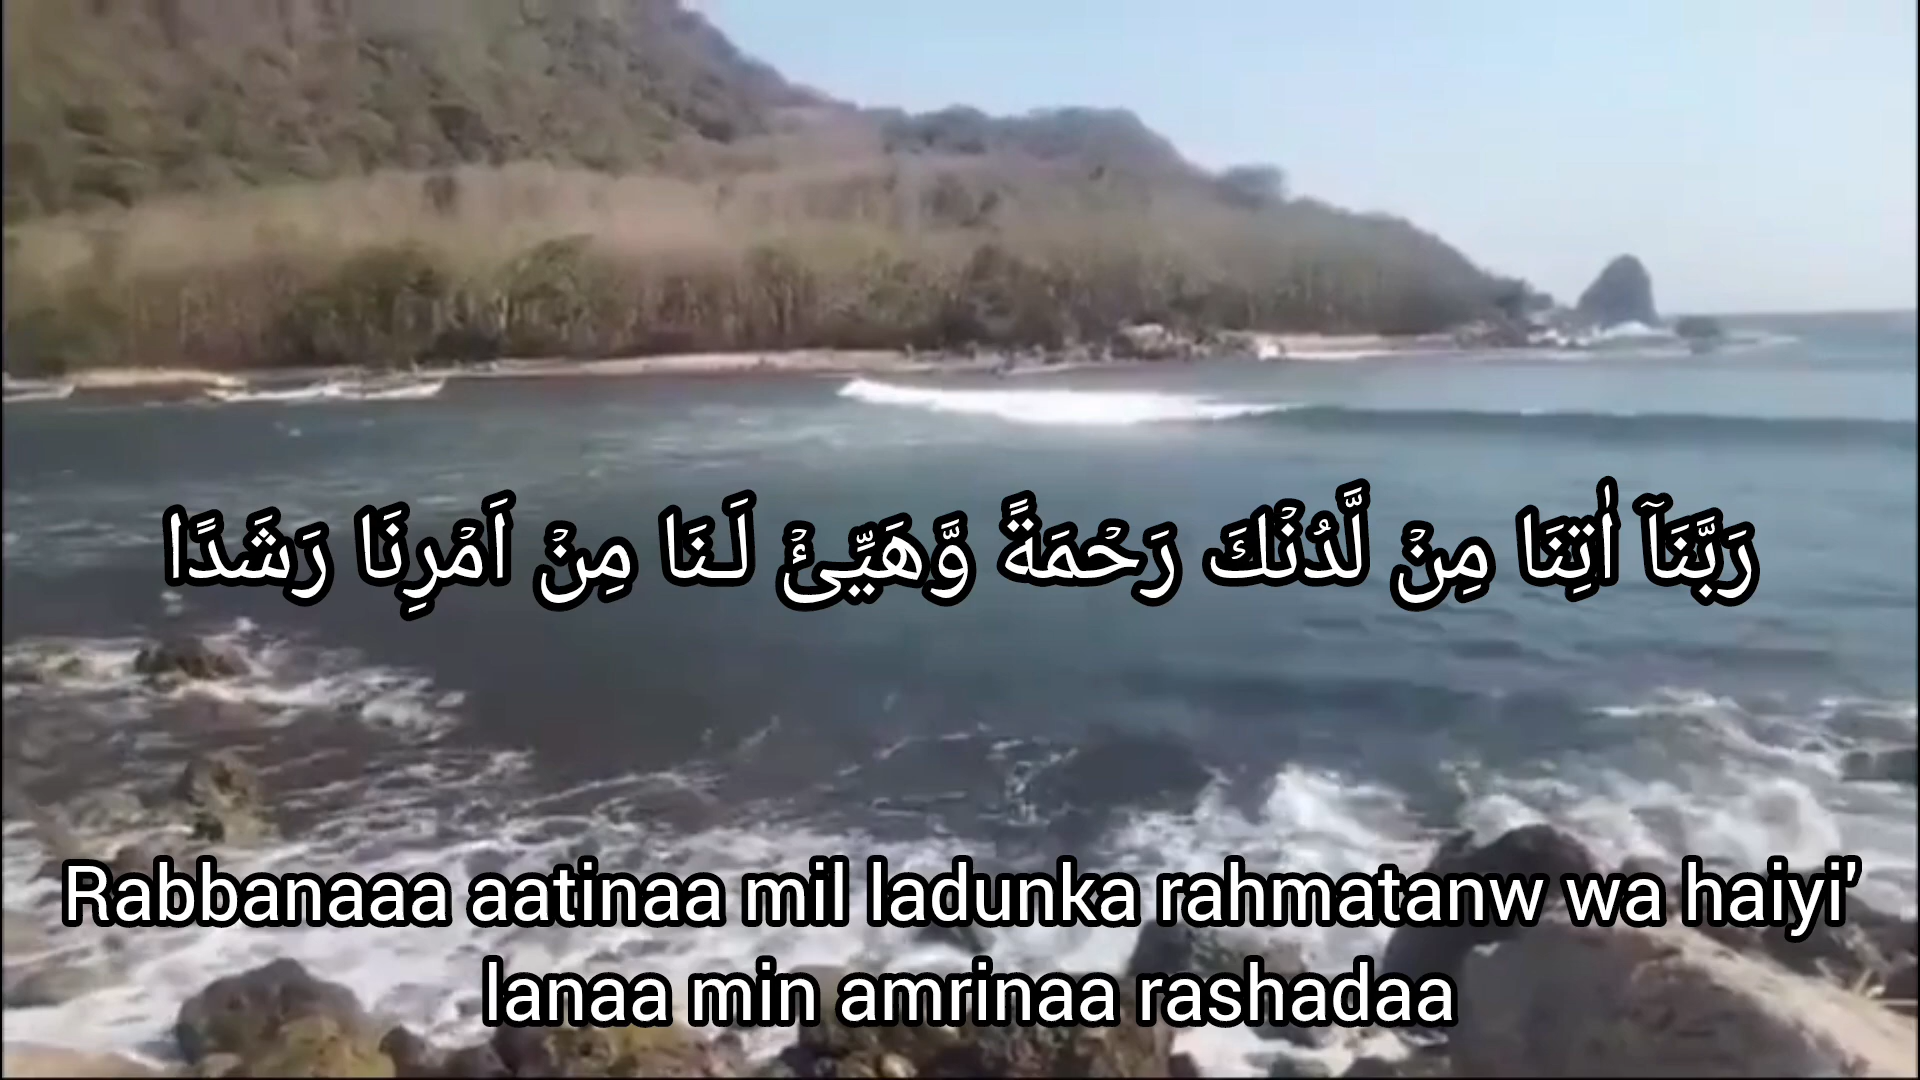 رَبَّنَآ اٰتِنَا مِنۡ لَّدُنۡكَ رَحۡمَةً وَّهَيِّئۡ لَـنَا مِنۡ اَمۡرِنَا رَشَدًا
Rabbanaaa aatinaa mil ladunka rahmatanw wa haiyi'
lanaa min amrinaa rashadaa